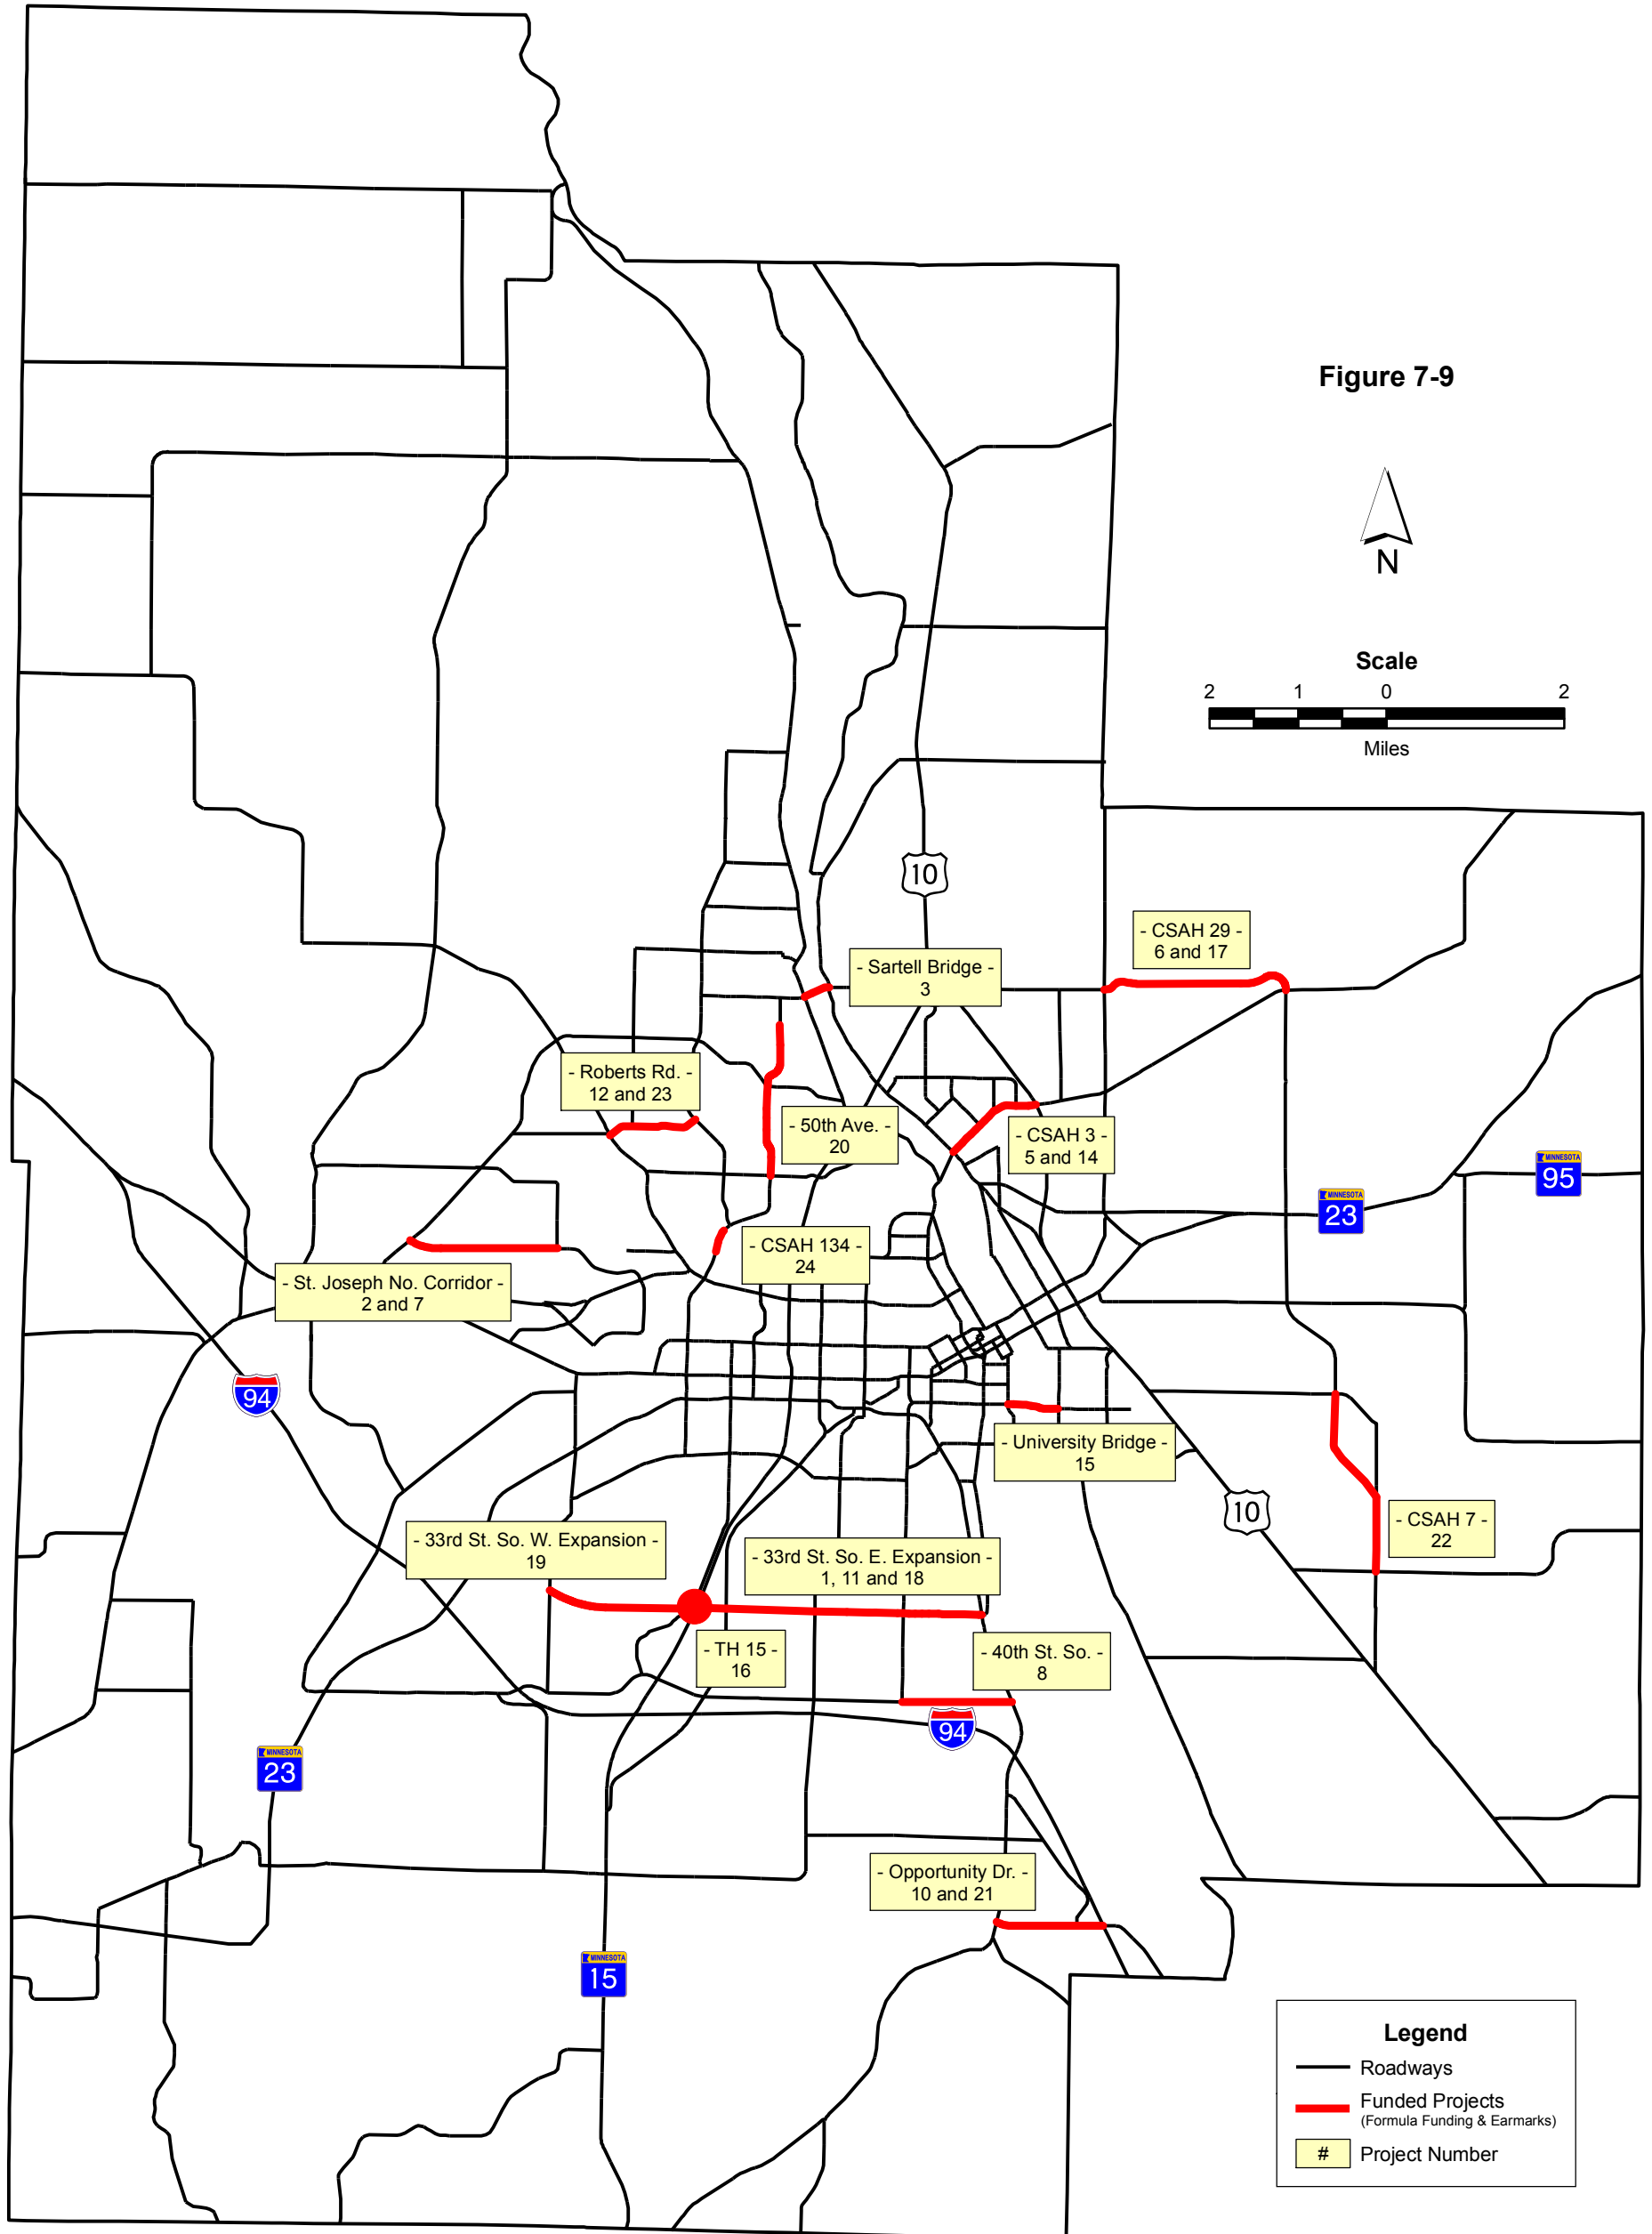 Figure 7-9
N
Scale
2 1 0 2
Miles
10
- CSAH 29 -
6 and 17
- Sartell Bridge -
3
- Roberts Rd. -
12 and 23
- 50th Ave. -
20
- CSAH 3 -
5 and 14
MINNESOTA
95
MINNESOTA
23
- CSAH 134 -
24
- St. Joseph No. Corridor -
2 and 7
94
- University Bridge -
15
10
- CSAH 7 -
22
- 33rd St. So. W. Expansion -
19
- 33rd St. So. E. Expansion -
1, 11 and 18
- TH 15 -
16
- 40th St. So. -
8
94
MINNESOTA
23
- Opportunity Dr. -
10 and 21
MINNESOTA
15
Legend
Roadways
Funded Projects
(Formula Funding & Earmarks)
# Project Number